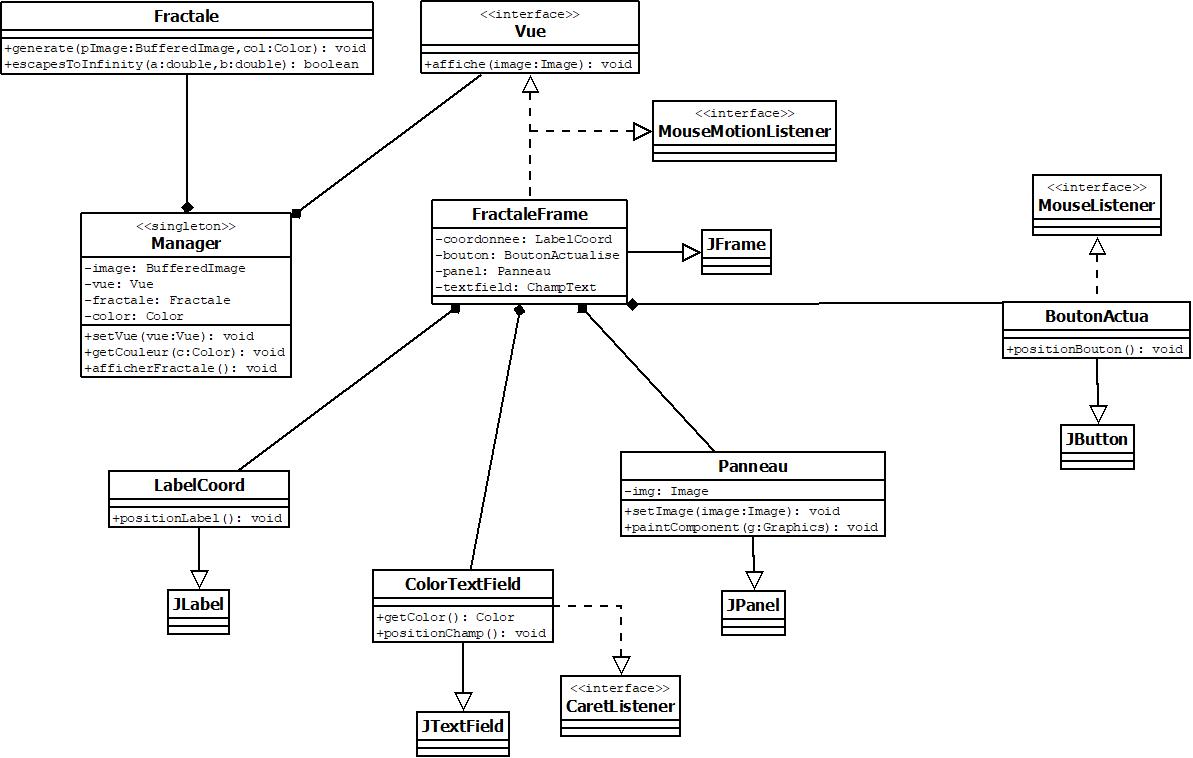 Fractale
+generate(pImage:BufferedImage,col:Color): void
+escapesToInfinity(a:double,b:double): boolean
<<interface>>
Vue
+affiche(image:Image): void
<<interface>>
MouseMotionListener
<<interface>>
MouseListener
<<singleton>>
Manager
-image: BufferedImage
-vue: Vue
-fractale: Fractale
-color: Color
+setVue(vue:Vue): void
+getCouleur(c:Color): void
+afficherFractale(): void
FractaleFrame
-coordonnee: LabelCoord
-bouton: BoutonActualise
-panel: Panneau
-textfield: ChampText
JFrame
BoutonActua
+positionBouton(): void
JButton
LabelCoord
+positionLabel(): void
JLabel
Panneau
-img: Image
+setImage(image:Image): void
+paintComponent(g:Graphics): void
JPanel
ColorTextField
+getColor(): Color
+positionChamp(): void
<<interface>>
CaretListener
JTextField